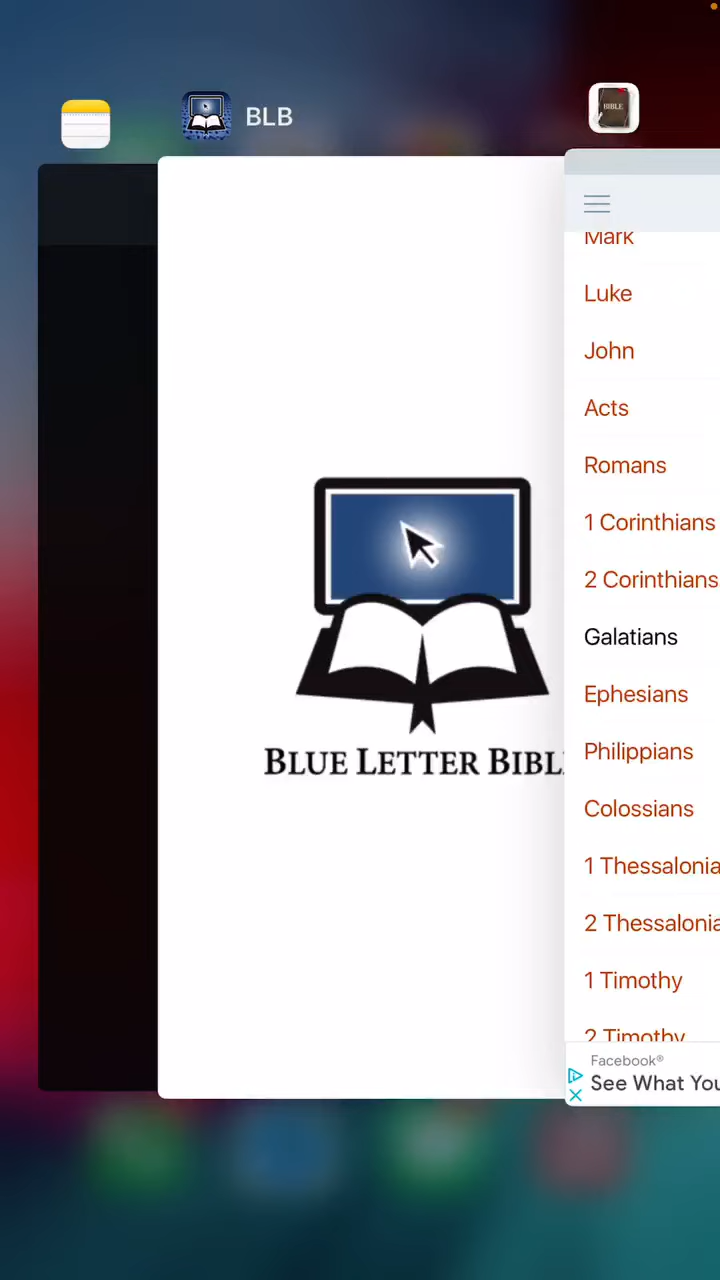 BLB
BIBLE
BLUE LETTER BIBL
Mark
Luke
John
Acts
Romans
1 Corinthians
2 Corinthians
Galatians
Ephesians
Philippians
Colossians
1 Thessalonia
2 Thessalonia
1 Timothy
2 Timothy
Facebook®
See What You